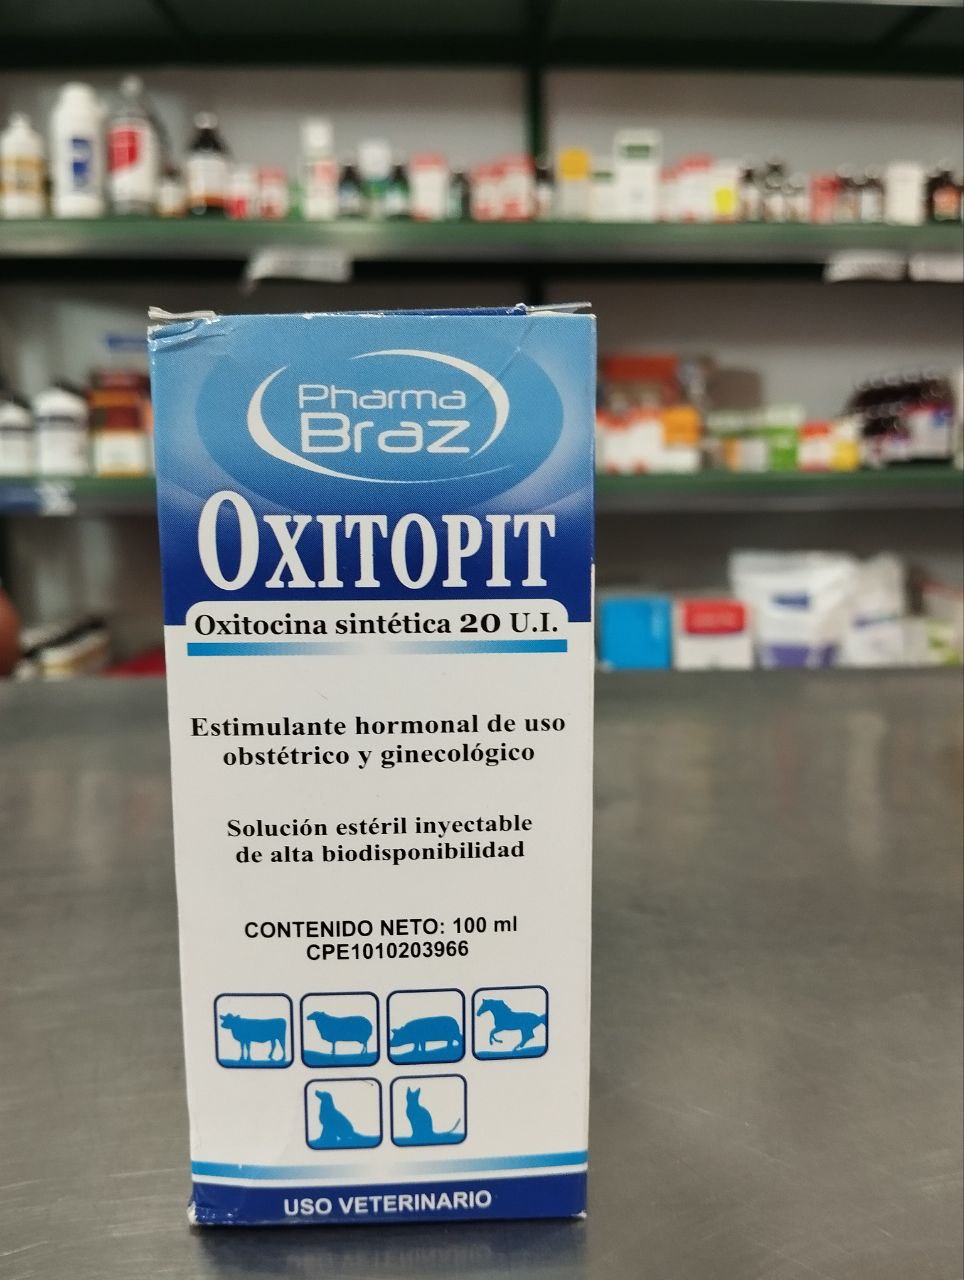 Pharma
Braz
OXITOPIT
Oxitocina sintética 20 U.I.
Estimulante hormonal de uso
obstétrico y ginecológico
Solución estéril inyectable
de alta biodisponibilidad
CONTENIDO NETO: 100 ml
CPE1010203966
USO VETERINARIO